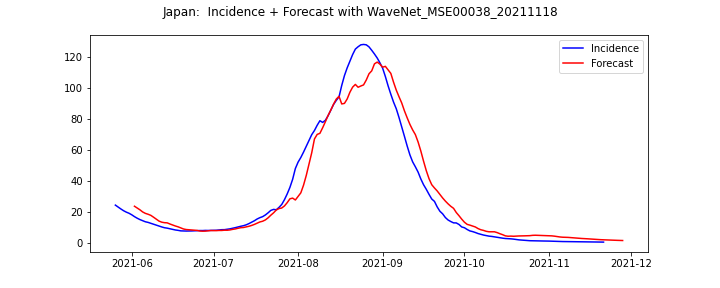 Japan:  Incidence + Forecast with WaveNet_MSE00038_20211118
Incidence
Forecast
120
100
80
60
40
20
0
2021-06 2021-07 2021-08 2021-09 2021-10 2021-11 2021-12